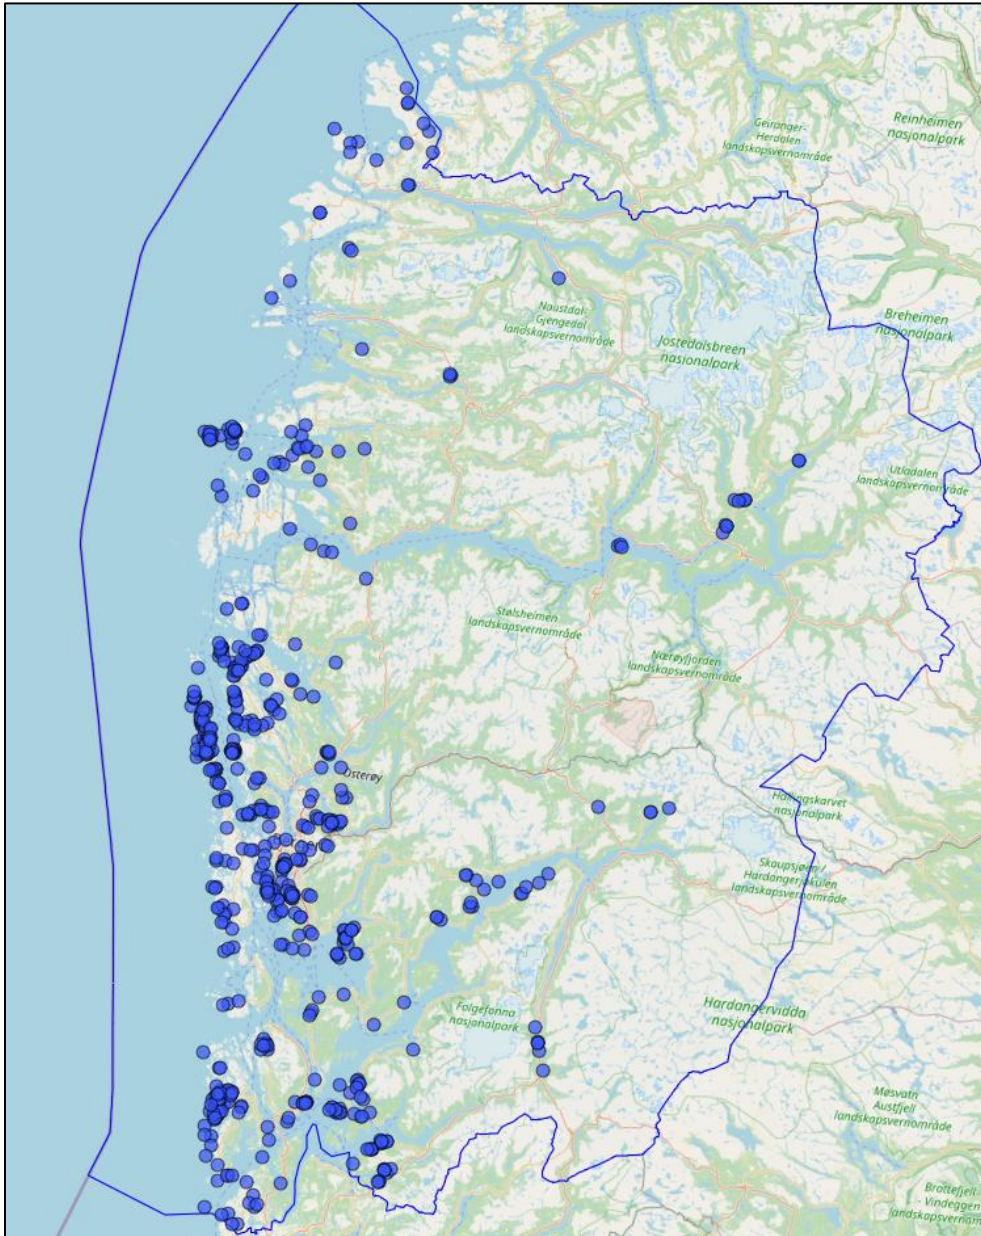 Reinheimen
nasjonalpark
Geiranger-
Herdalen
landskapsvernområde
Naustdal-
Gjengedal
landskapsvernområde
Jostedalsbreen
nasjonalpark
Breheimen
nasjonalpark
Utladalen
landskapsvernområde
Stølsheimen
landskapsvernområde
Nærøyfjorden
landskapsvernområde
Osterøy
Hallingskarvet
nasjonalpark
Skaupsjøen /
Hardangerjøkulen
landskapsvernområde
Folgefonna
nasjonalpark
Hardangervidda
nasjonalpark
Møsvatn
Austfjell
landskapsvernområde
Brattefjell
- Vindeggen